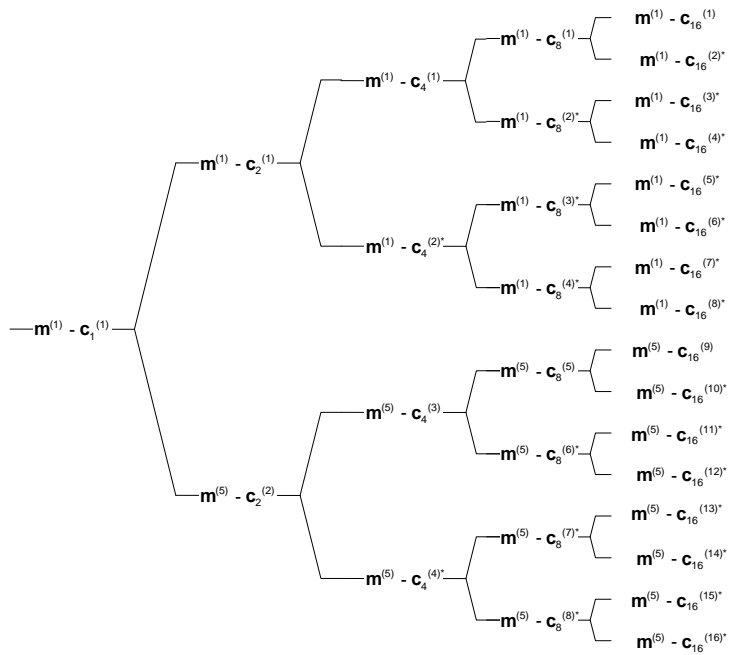 m⁽¹⁾ - c₁⁽¹⁾
m⁽¹⁾ - c₂⁽¹⁾
m⁽⁵⁾ - c₂⁽²⁾
m⁽¹⁾ - c₄⁽¹⁾
m⁽¹⁾ - c₄⁽²⁾*
m⁽⁵⁾ - c₄⁽³⁾
m⁽⁵⁾ - c₄⁽⁴⁾*
m⁽¹⁾ - c₈⁽¹⁾
m⁽¹⁾ - c₈⁽²⁾*
m⁽¹⁾ - c₈⁽³⁾*
m⁽¹⁾ - c₈⁽⁴⁾*
m⁽⁵⁾ - c₈⁽⁵⁾
m⁽⁵⁾ - c₈⁽⁶⁾*
m⁽⁵⁾ - c₈⁽⁷⁾*
m⁽⁵⁾ - c₈⁽⁸⁾*
m⁽¹⁾ - c₁₆⁽¹⁾
m⁽¹⁾ - c₁₆⁽²⁾*
m⁽¹⁾ - c₁₆⁽³⁾*
m⁽¹⁾ - c₁₆⁽⁴⁾*
m⁽¹⁾ - c₁₆⁽⁵⁾*
m⁽¹⁾ - c₁₆⁽⁶⁾*
m⁽¹⁾ - c₁₆⁽⁷⁾*
m⁽¹⁾ - c₁₆⁽⁸⁾*
m⁽⁵⁾ - c₁₆⁽⁹⁾
m⁽⁵⁾ - c₁₆⁽¹⁰⁾*
m⁽⁵⁾ - c₁₆⁽¹¹⁾*
m⁽⁵⁾ - c₁₆⁽¹²⁾*
m⁽⁵⁾ - c₁₆⁽¹³⁾*
m⁽⁵⁾ - c₁₆⁽¹⁴⁾*
m⁽⁵⁾ - c₁₆⁽¹⁵⁾*
m⁽⁵⁾ - c₁₆⁽¹⁶⁾*